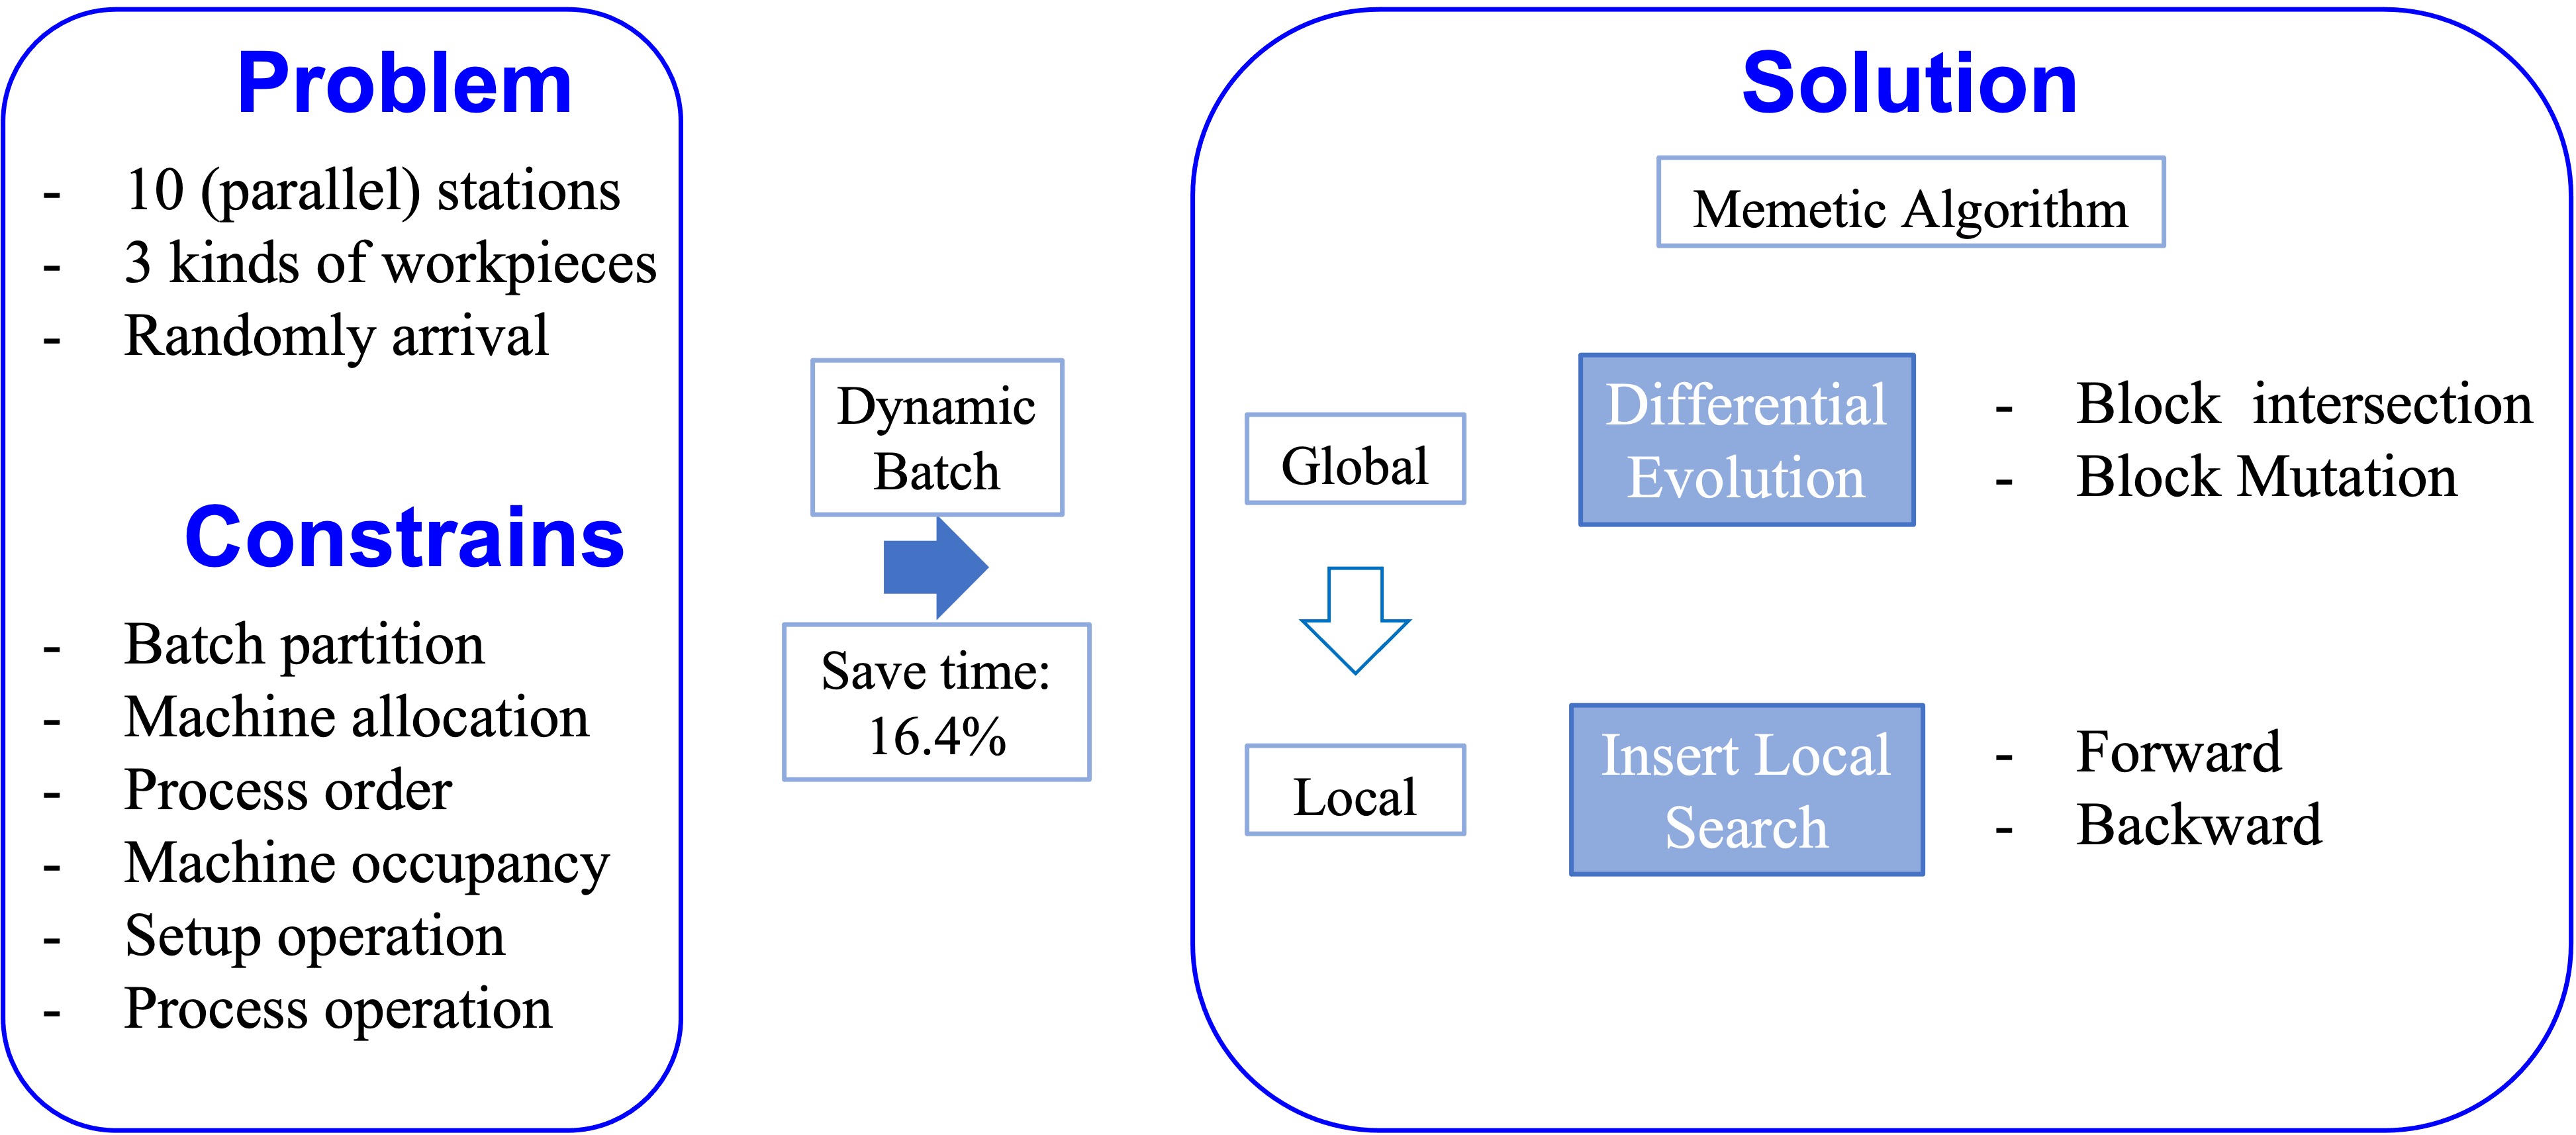 Problem
- 10 (parallel) stations
- 3 kinds of workpieces
- Randomly arrival
Constrains
- Batch partition
- Machine allocation
- Process order
- Machine occupancy
- Setup operation
- Process operation
Dynamic
Batch
Save time:
16.4%
Solution
Memetic Algorithm
Global
Differential
Evolution
- Block intersection
- Block Mutation
Local
Insert Local
Search
- Forward
- Backward